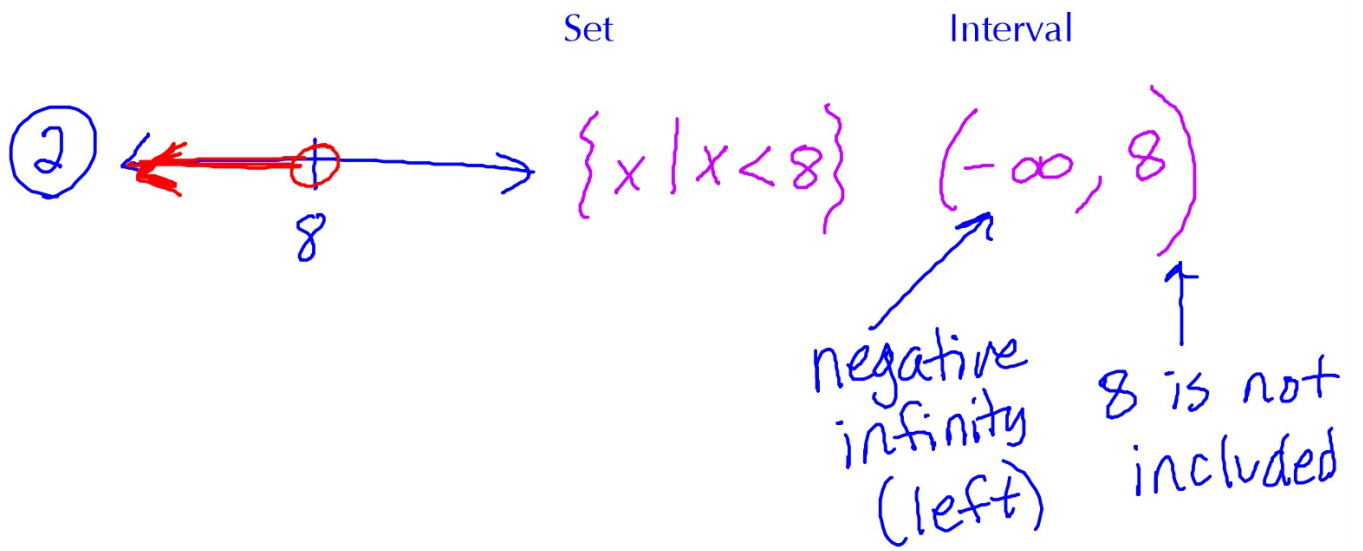 Set Interval
2 {x | x < 8} (-∞, 8)
8
negative
infinity
(left)
8 is not
included